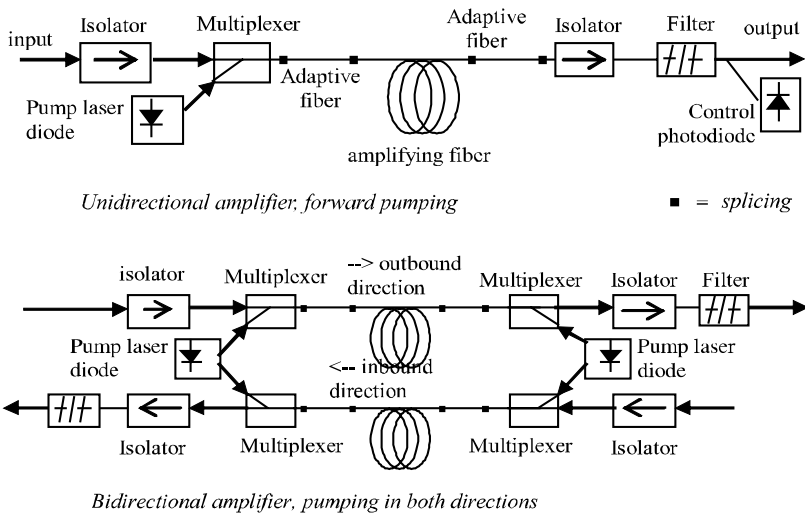 input
Isolator
Multiplexer
Adaptive
fiber
Isolator
Filter
output
Adaptive
fiber
Pump laser
diode
Control
photodiode
amplifying fiber
Unidirectional amplifier, forward pumping
= splicing
isolator
Multiplexer
--> outbound
direction
Multiplexer
Isolator
Filter
Pump laser
diode
<-- inbound
direction
Pump laser
diode
Isolator
Multiplexer
Multiplexer
Isolator
Bidirectional amplifier, pumping in both directions